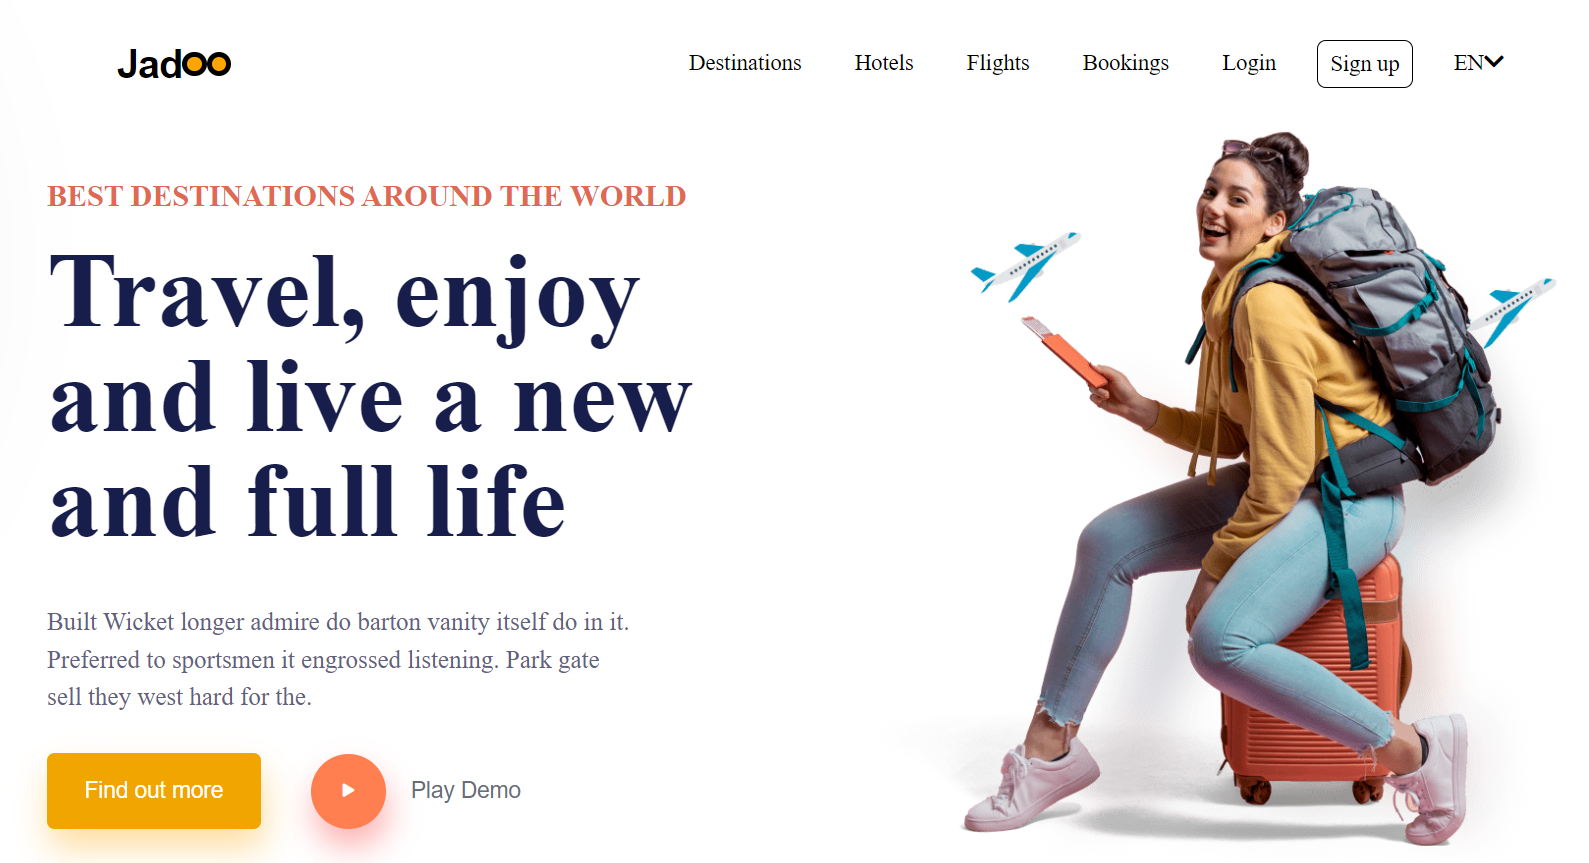 Jadoo
Destinations Hotels Flights Bookings Login Sign up EN
BEST DESTINATIONS AROUND THE WORLD
Travel, enjoy
and live a new
and full life
Built Wicket longer admire do barton vanity itself do in it.
Preferred to sportsmen it engrossed listening. Park gate
sell they west hard for the.
Find out more
Play Demo